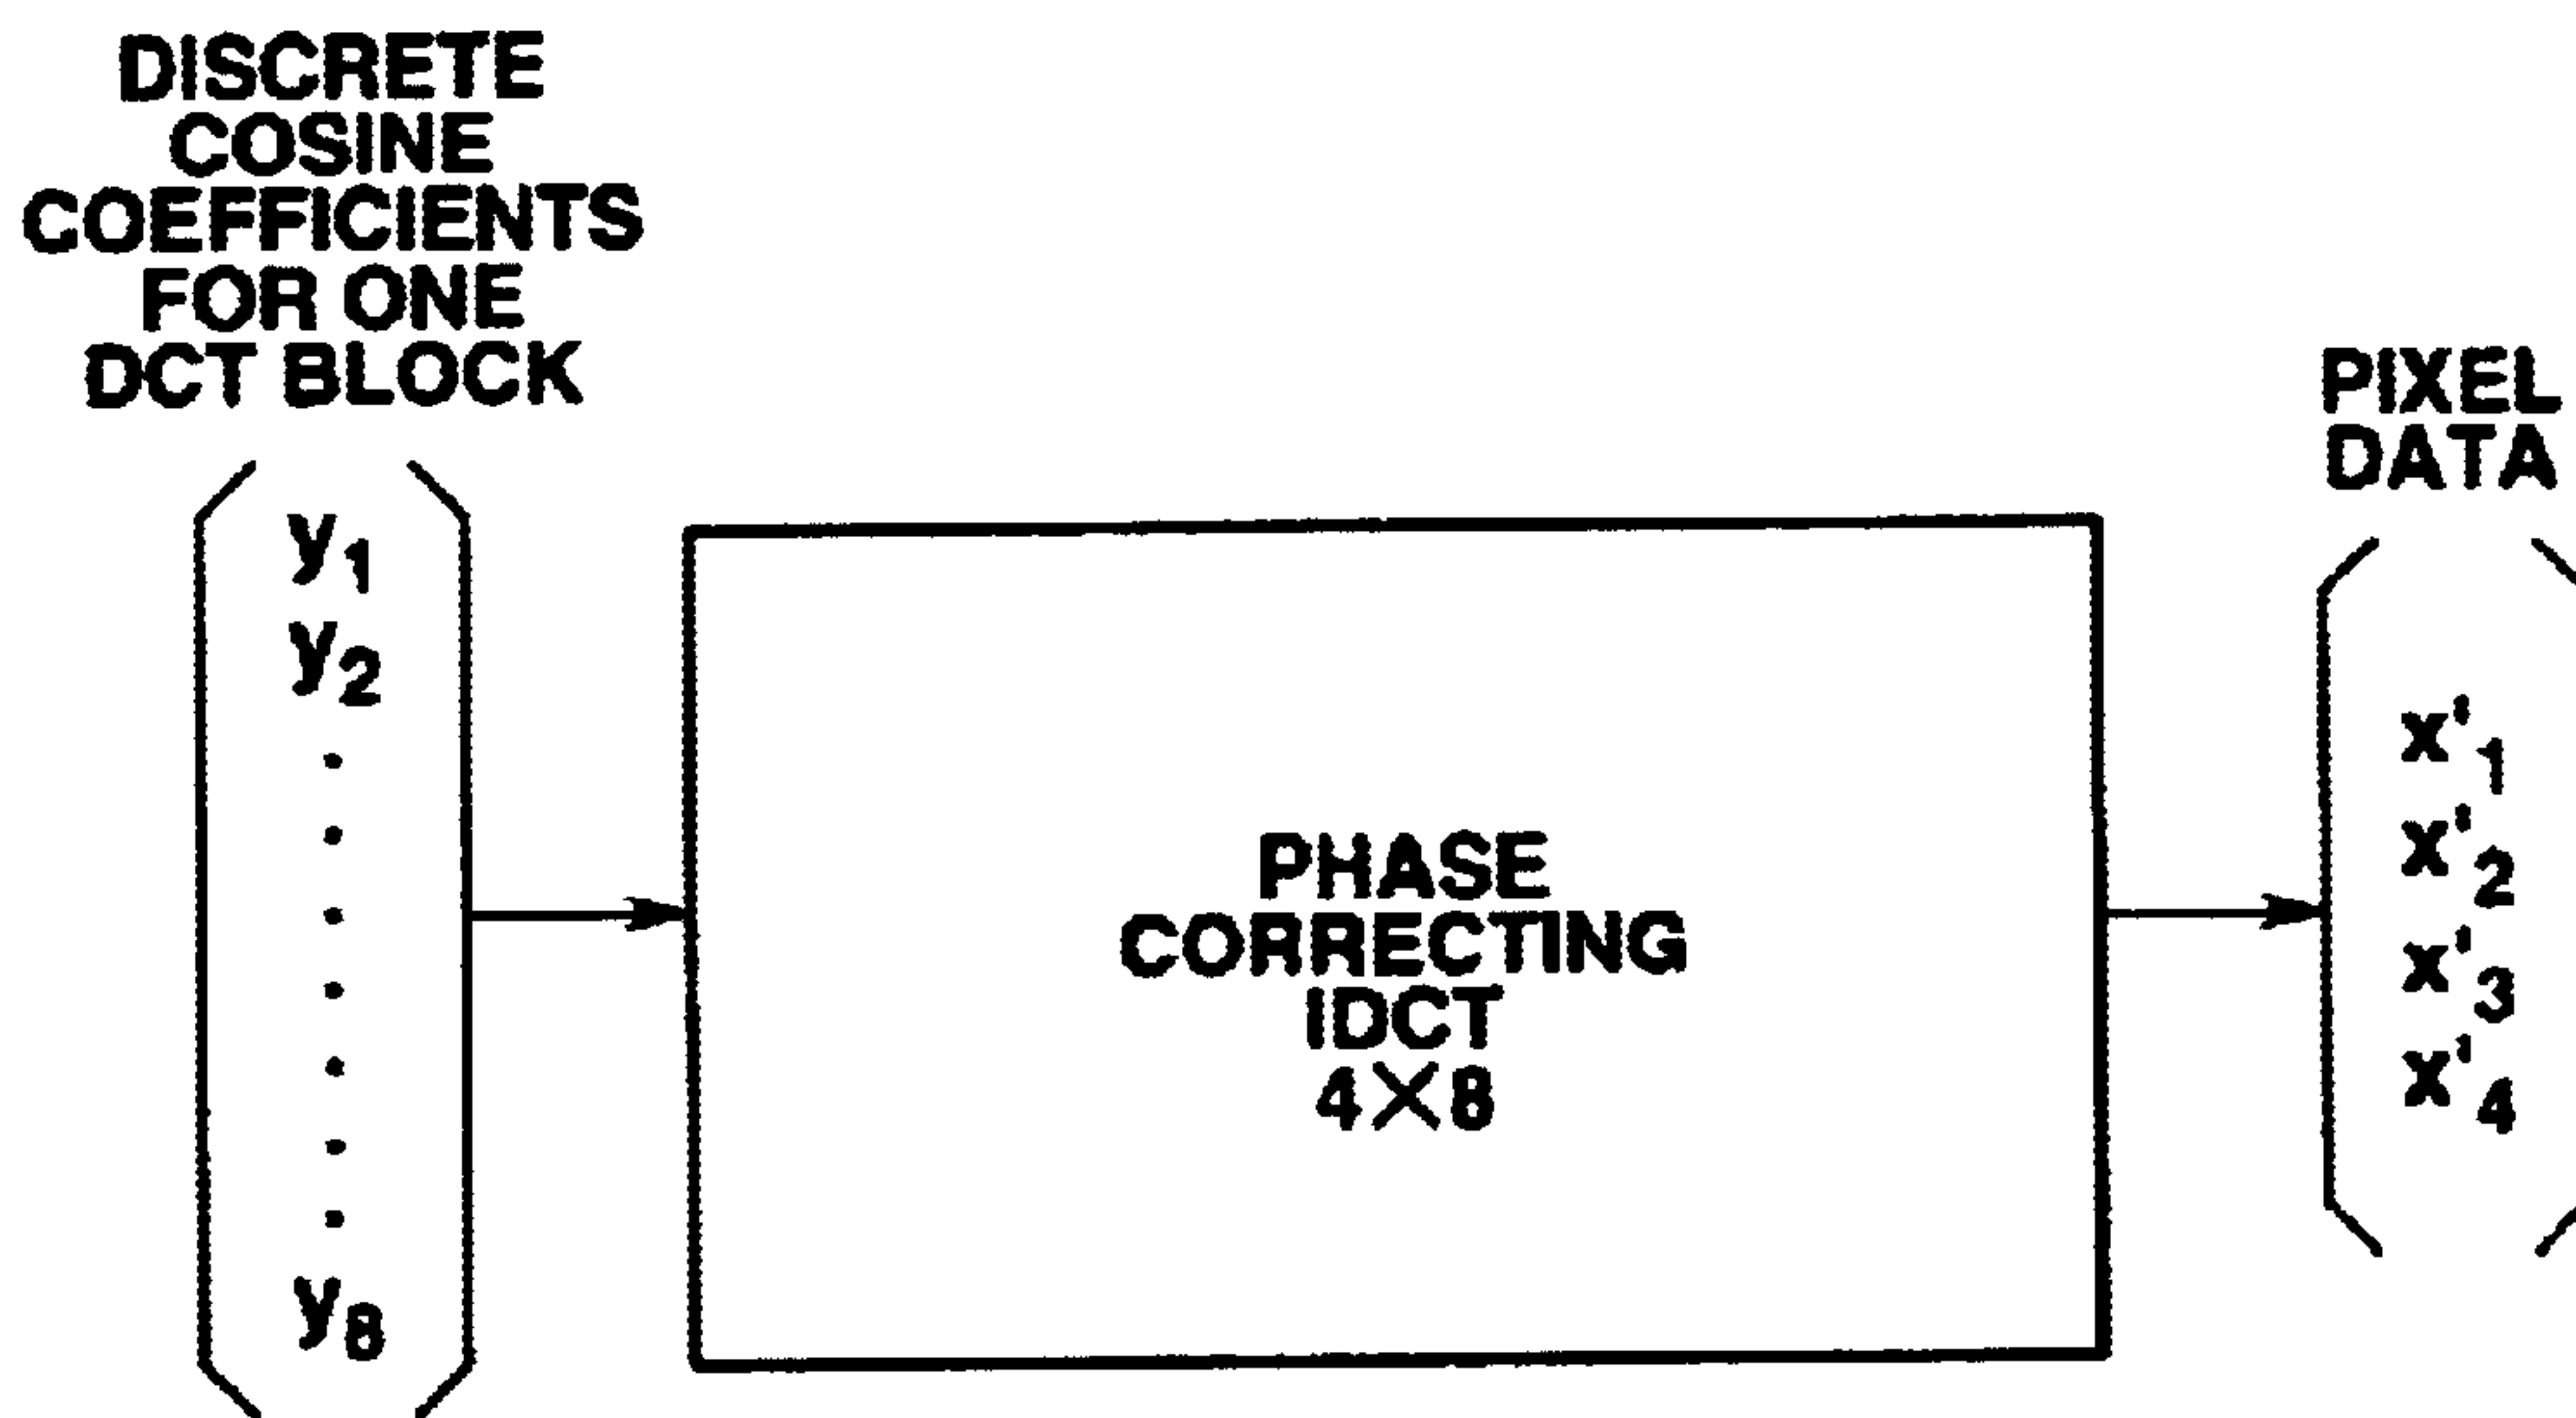 DISCRETE
COSINE
COEFFICIENTS
FOR ONE
DCT BLOCK
y₁
y₂
y₈
PHASE
CORRECTING
IDCT
4×8
PIXEL
DATA
x'₁
x'₂
x'₃
x'₄